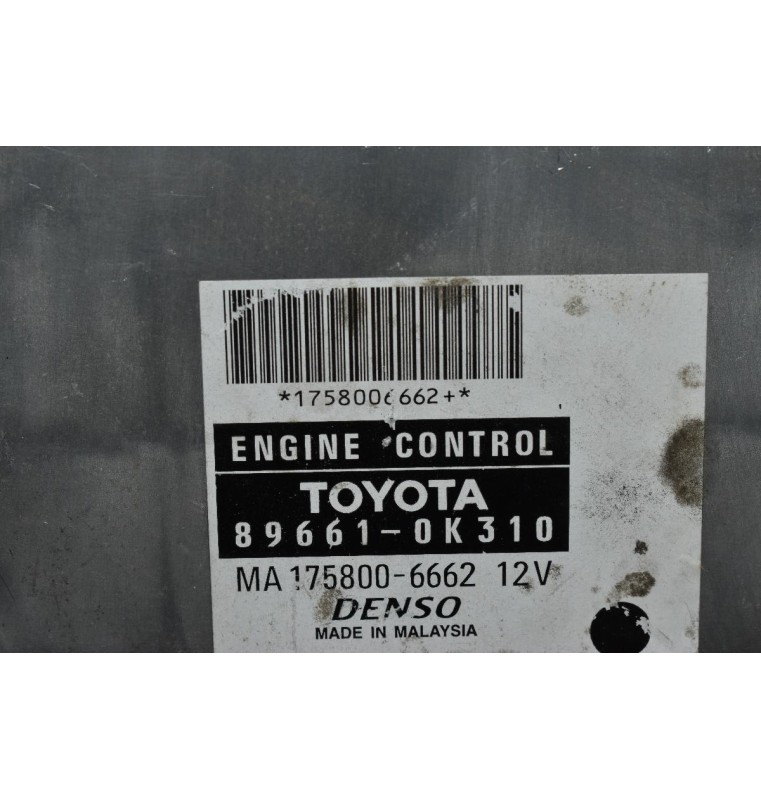 *1758006662+*
ENGINE CONTROL
TOYOTA
89661-0K310
MA 175800-6662 12V
DENSO
MADE IN MALAYSIA